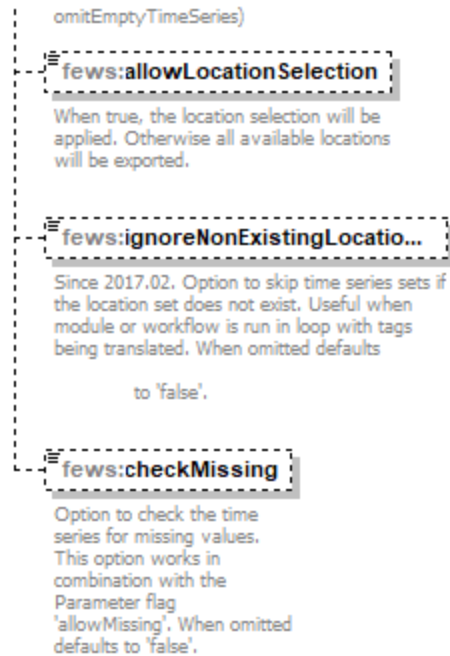 omitEmptyTimeSeries)
fews:allowLocationSelection
When true, the location selection will be
applied. Otherwise all available locations
will be exported.
fews:ignoreNonExistingLocatio...
Since 2017.02. Option to skip time series sets if
the location set does not exist. Useful when
module or workflow is run in loop with tags
being translated. When omitted defaults
to 'false'.
fews:checkMissing
Option to check the time
series for missing values.
This option works in
combination with the
Parameter flag
'allowMissing'. When omitted
defaults to 'false'.